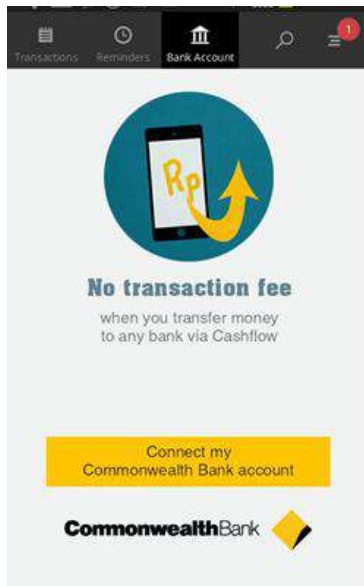 Transactions
Reminders
Bank Account
1
Rp
No transaction fee
when you transfer money
to any bank via Cashflow
Connect my
Commonwealth Bank account
CommonwealthBank